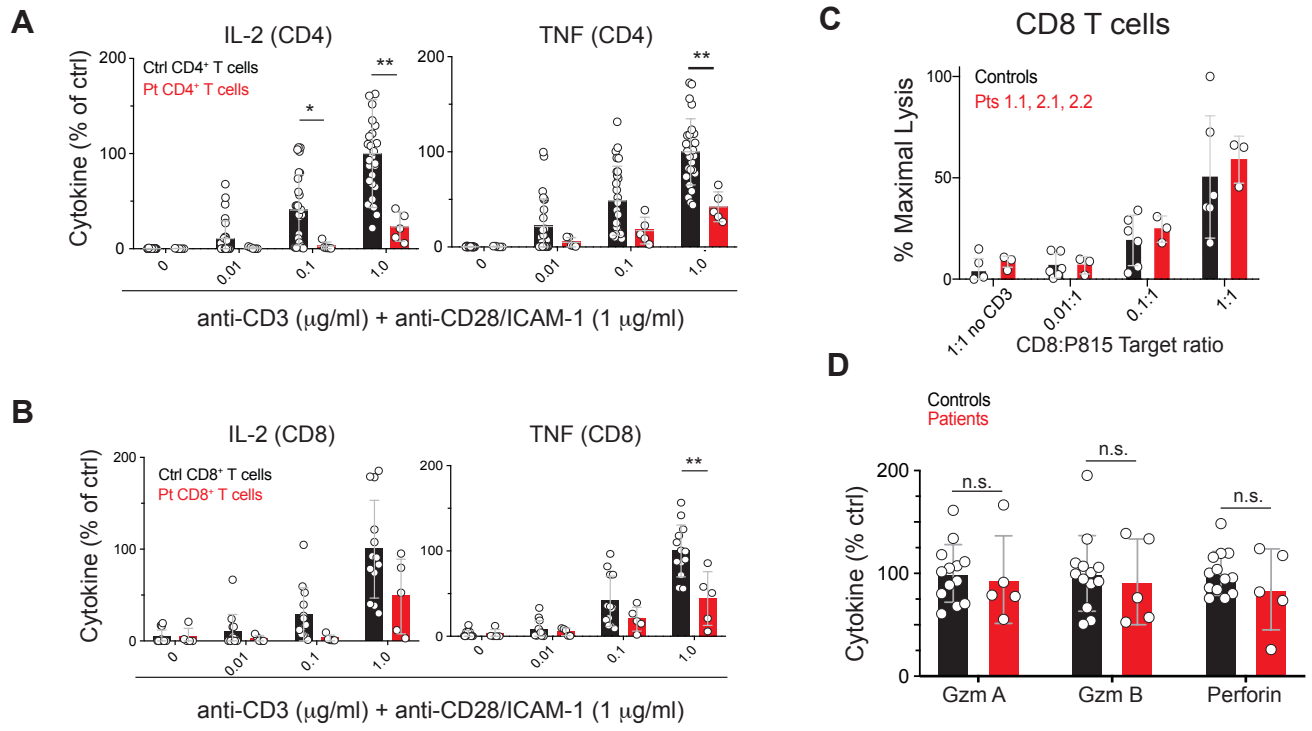 A
IL-2 (CD4)
TNF (CD4)
Cytokine (% of ctrl)
200
100
0
Ctrl CD4⁺ T cells
Pt CD4⁺ T cells
*
**
0
0.01
0.1
1.0
200
100
0
**
0
0.01
0.1
1.0
anti-CD3 (μg/ml) + anti-CD28/ICAM-1 (1 μg/ml)
B
IL-2 (CD8)
TNF (CD8)
Cytokine (% of ctrl)
200
100
0
Ctrl CD8⁺ T cells
Pt CD8⁺ T cells
0
0.01
0.1
1.0
200
100
0
**
0
0.01
0.1
1.0
anti-CD3 (μg/ml) + anti-CD28/ICAM-1 (1 μg/ml)
C
CD8 T cells
% Maximal Lysis
100
50
0
Controls
Pts 1.1, 2.1, 2.2
1:1 no CD3
0.01:1
0.1:1
1:1
CD8:P815 Target ratio
D
Controls
Patients
Cytokine (% ctrl)
200
100
0
n.s.
n.s.
n.s.
Gzm A
Gzm B
Perforin